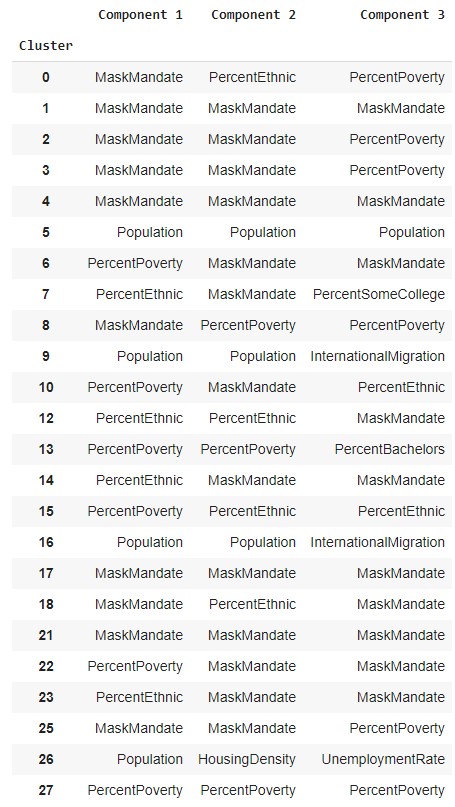 Component 1 Component 2 Component 3
Cluster
0 MaskMandate PercentEthnic PercentPoverty
1 MaskMandate MaskMandate MaskMandate
2 MaskMandate MaskMandate PercentPoverty
3 MaskMandate MaskMandate PercentPoverty
4 MaskMandate MaskMandate MaskMandate
5 Population Population Population
6 PercentPoverty MaskMandate MaskMandate
7 PercentEthnic MaskMandate PercentSomeCollege
8 MaskMandate PercentPoverty PercentPoverty
9 Population Population InternationalMigration
10 PercentPoverty MaskMandate PercentEthnic
12 PercentEthnic PercentEthnic MaskMandate
13 PercentPoverty PercentPoverty PercentBachelors
14 PercentEthnic MaskMandate MaskMandate
15 PercentPoverty PercentEthnic PercentEthnic
16 Population Population InternationalMigration
17 MaskMandate MaskMandate MaskMandate
18 MaskMandate PercentEthnic MaskMandate
21 MaskMandate MaskMandate MaskMandate
22 PercentPoverty MaskMandate MaskMandate
23 PercentEthnic MaskMandate MaskMandate
25 MaskMandate MaskMandate PercentPoverty
26 Population HousingDensity UnemploymentRate
27 PercentPoverty PercentPoverty PercentPoverty